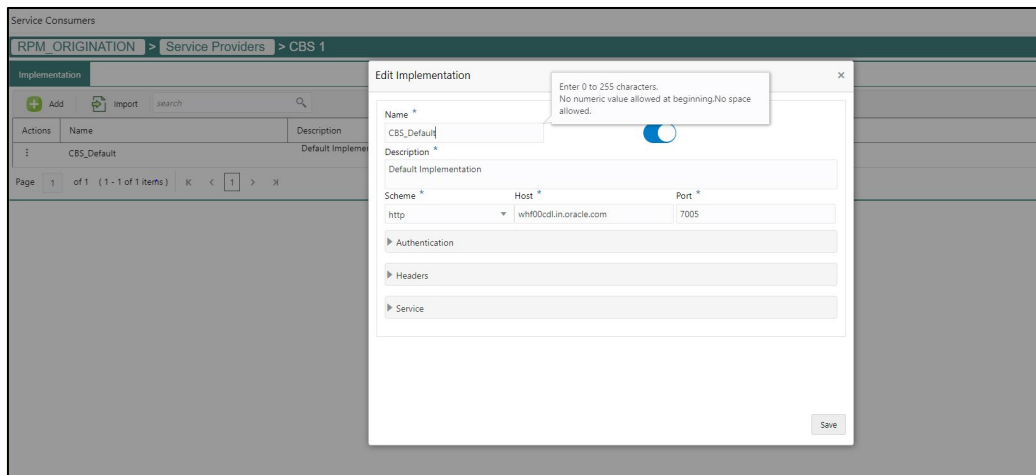 Service Consumers
RPM_ORIGINATION > Service Providers > CBS 1
Implementation
Add Import search
Actions Name Description
CBS_Default Default Implemen
Page 1 of 1 (1 - 1 of 1 items) K < 1 > Ж
Edit Implementation ×
Enter 0 to 255 characters.
No numeric value allowed at beginning.No space
allowed.
Name *
CBS_Default
Description *
Default Implementation
Scheme * Host * Port *
http whf00cdl.in.oracle.com 7005
Authentication
Headers
Service
Save